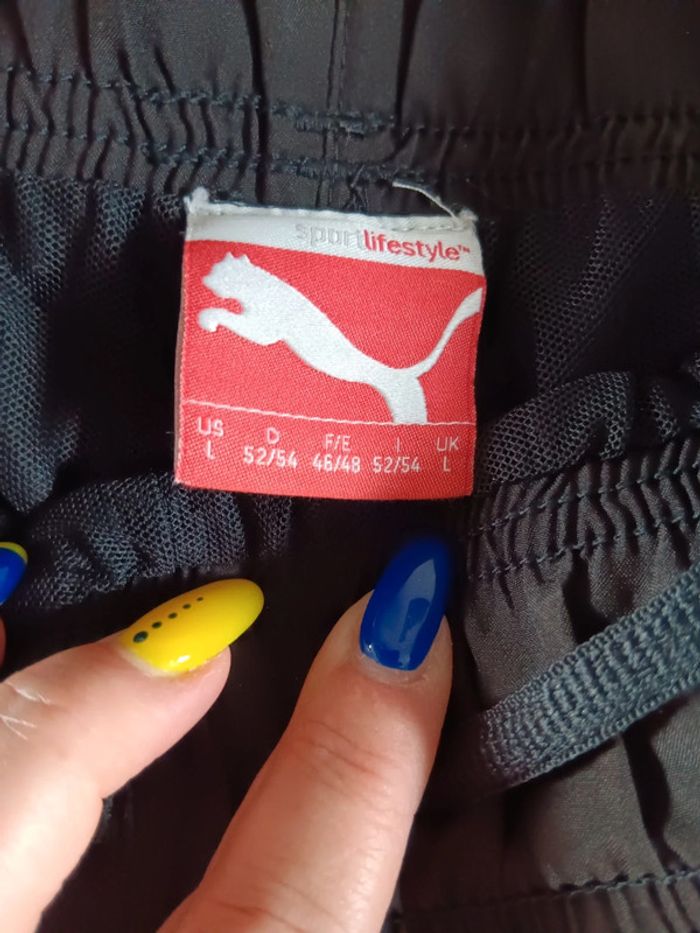 sportlifestyle™
US D F/E I UK
L 52/54 46/48 52/54 L